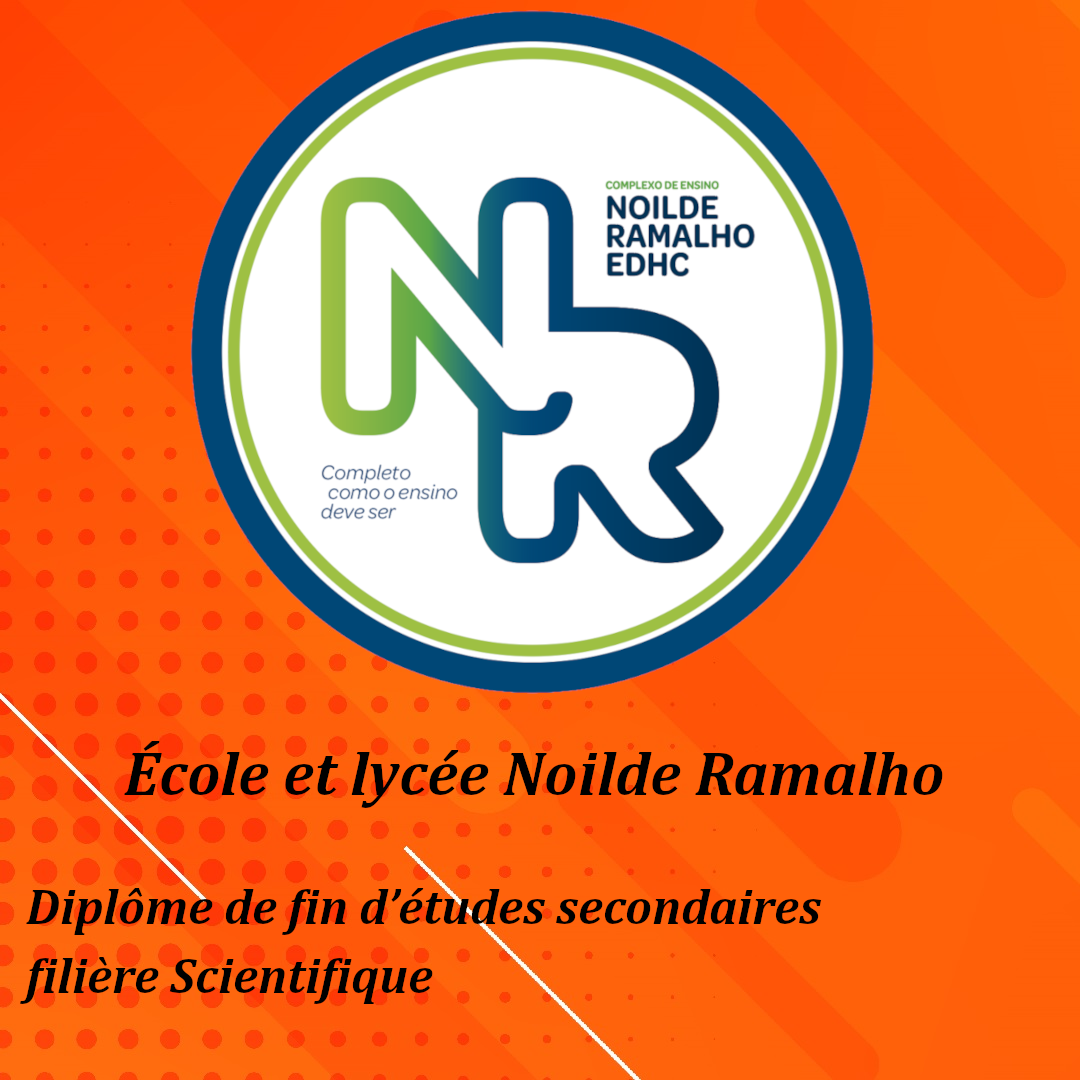 COMPLEXO DE ENSINO
NOILDE
RAMALHO
EDHC
NR
Completo
como o ensino
deve ser
École et lycée Noilde Ramalho
Diplôme de fin d’études secondaires
filière Scientifique